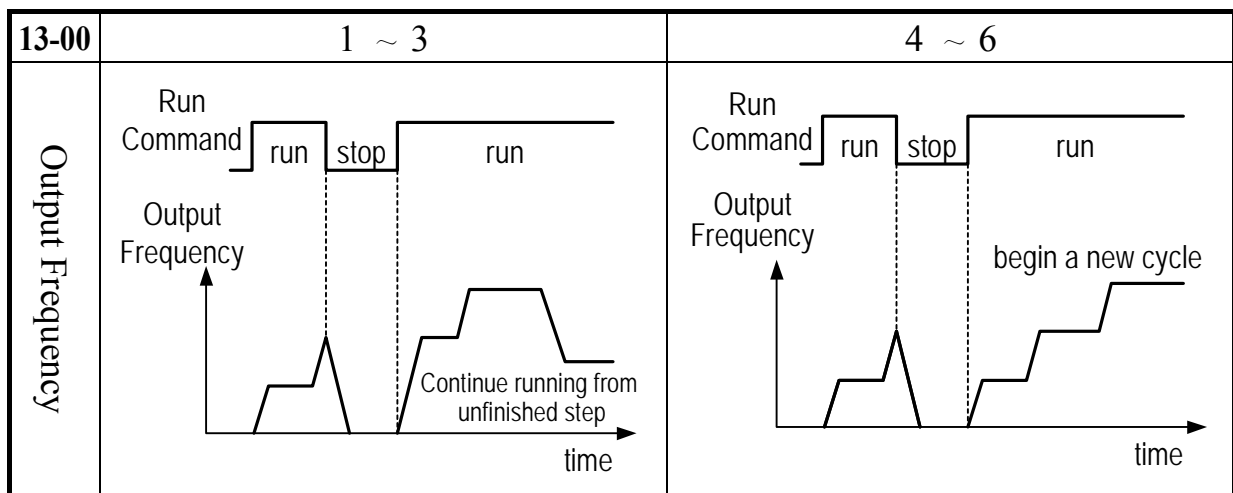 13-00
1 ~ 3
4 ~ 6
Output Frequency
Run
Command
run
stop
run
Output
Frequency
Continue running from
unfinished step
time
Run
Command
run
stop
run
Output
Frequency
begin a new cycle
time